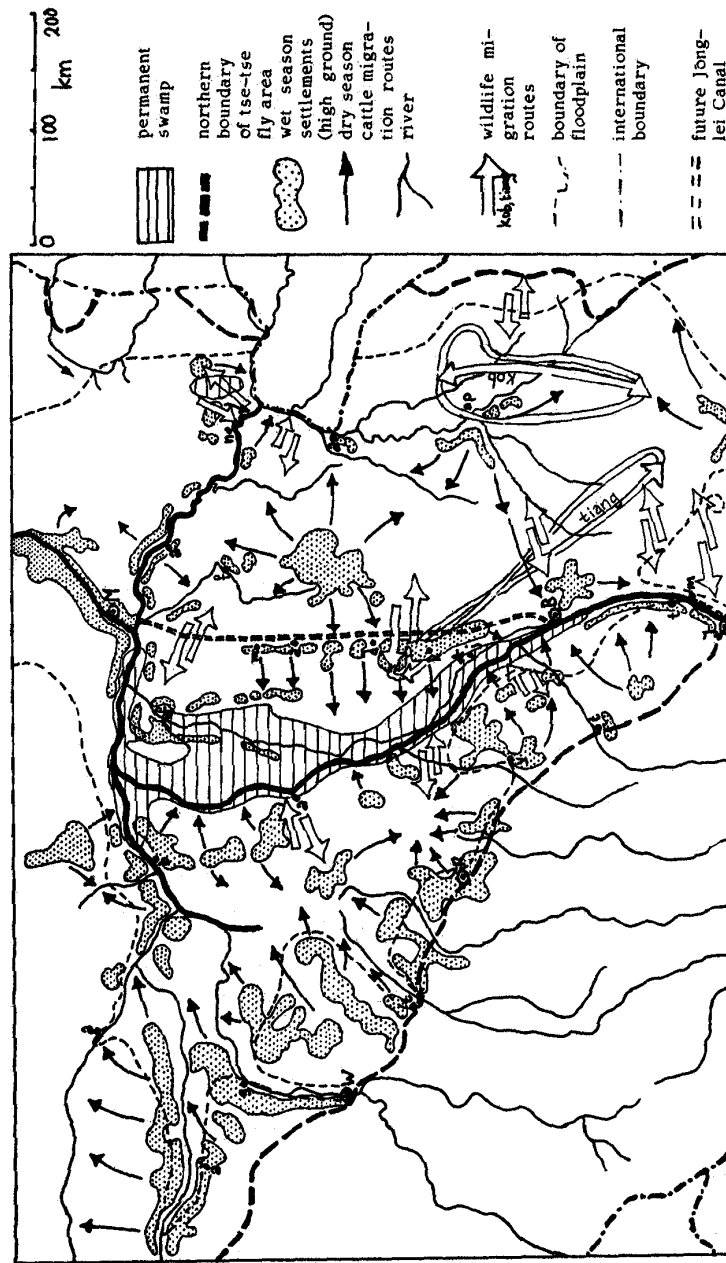 0 100 200
km
permanent
swamp
northern
boundary
of tse-tse
fly area
wet season
settlements
(high ground)
dry season
cattle migra-
tion routes
river
kob, tiang
wildlife mi-
gration
routes
boundary of
floodplain
international
boundary
future Jong-
lei Canal
kob
tiang
W